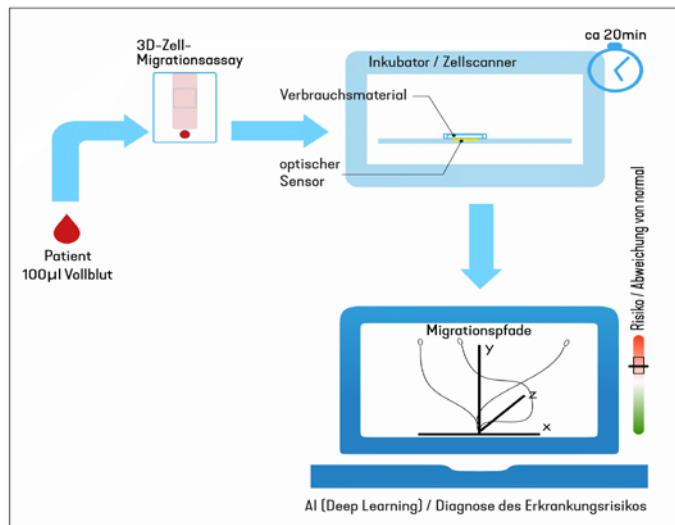 3D-Zell-
Migrationsassay
ca 20min
Inkubator / Zellscanner
Verbrauchsmaterial
optischer
Sensor
Patient
100µl Vollblut
Risiko / Abweichung von normal
Migrationspfade
y
z
x
AI (Deep Learning) / Diagnose des Erkrankungsrisikos